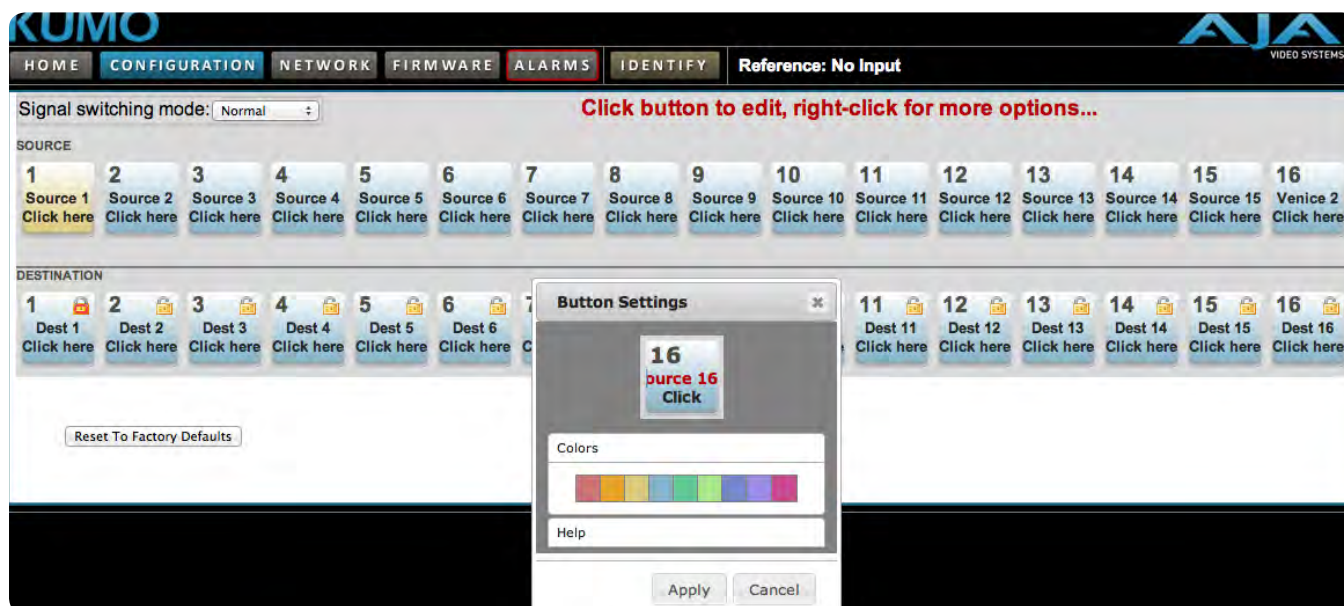 KUMO
AJA
VIDEO SYSTEMS
HOME CONFIGURATION NETWORK FIRMWARE ALARMS IDENTIFY Reference: No Input
Signal switching mode: Normal
Click button to edit, right-click for more options...
SOURCE
1 2 3 4 5 6 7 8 9 10 11 12 13 14 15 16
Source 1 Source 2 Source 3 Source 4 Source 5 Source 6 Source 7 Source 8 Source 9 Source 10 Source 11 Source 12 Source 13 Source 14 Source 15 Venice 2
Click here Click here Click here Click here Click here Click here Click here Click here Click here Click here Click here Click here Click here Click here Click here Click here
DESTINATION
1 2 3 4 5 6 11 12 13 14 15 16
Dest 1 Dest 2 Dest 3 Dest 4 Dest 5 Dest 6 Dest 11 Dest 12 Dest 13 Dest 14 Dest 15 Dest 16
Click here Click here Click here Click here Click here Click here Click here Click here Click here Click here Click here Click here
Reset To Factory Defaults
Button Settings
16
ource 16
Click
Colors
Help
Apply Cancel